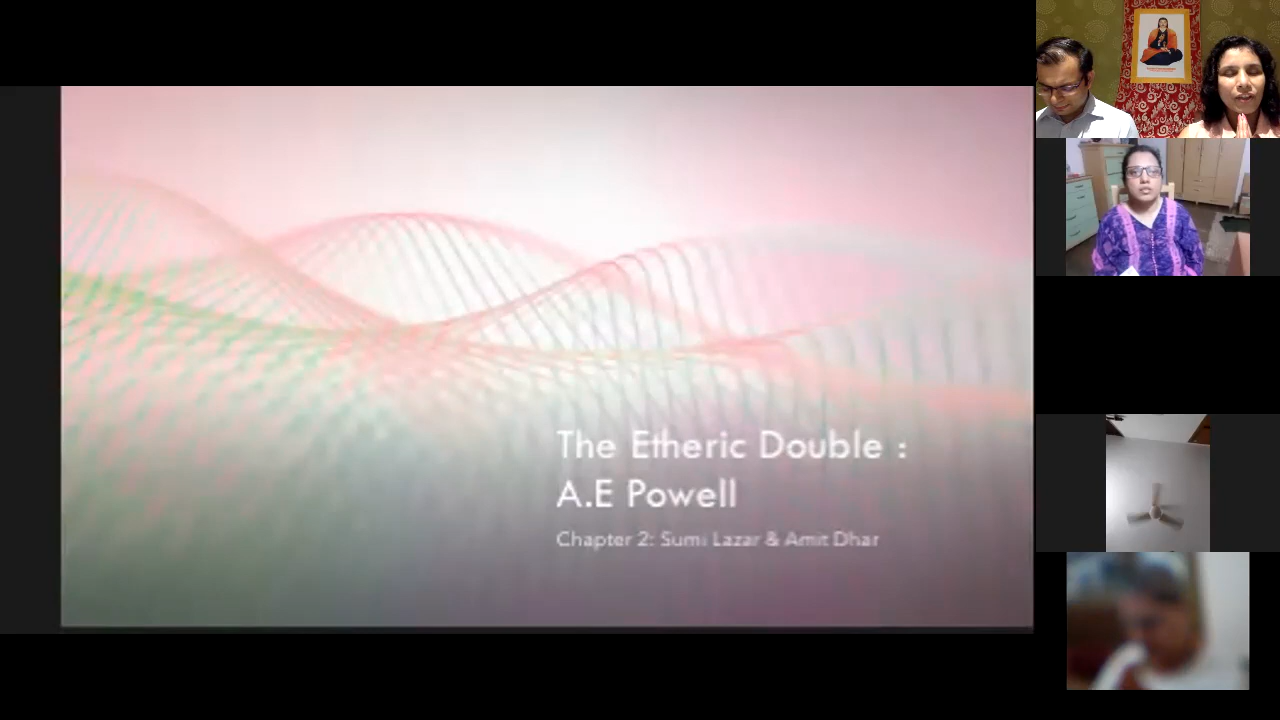 The Etheric Double :
A.E Powell
Chapter 2: Sumi Lazar & Amit Dhar